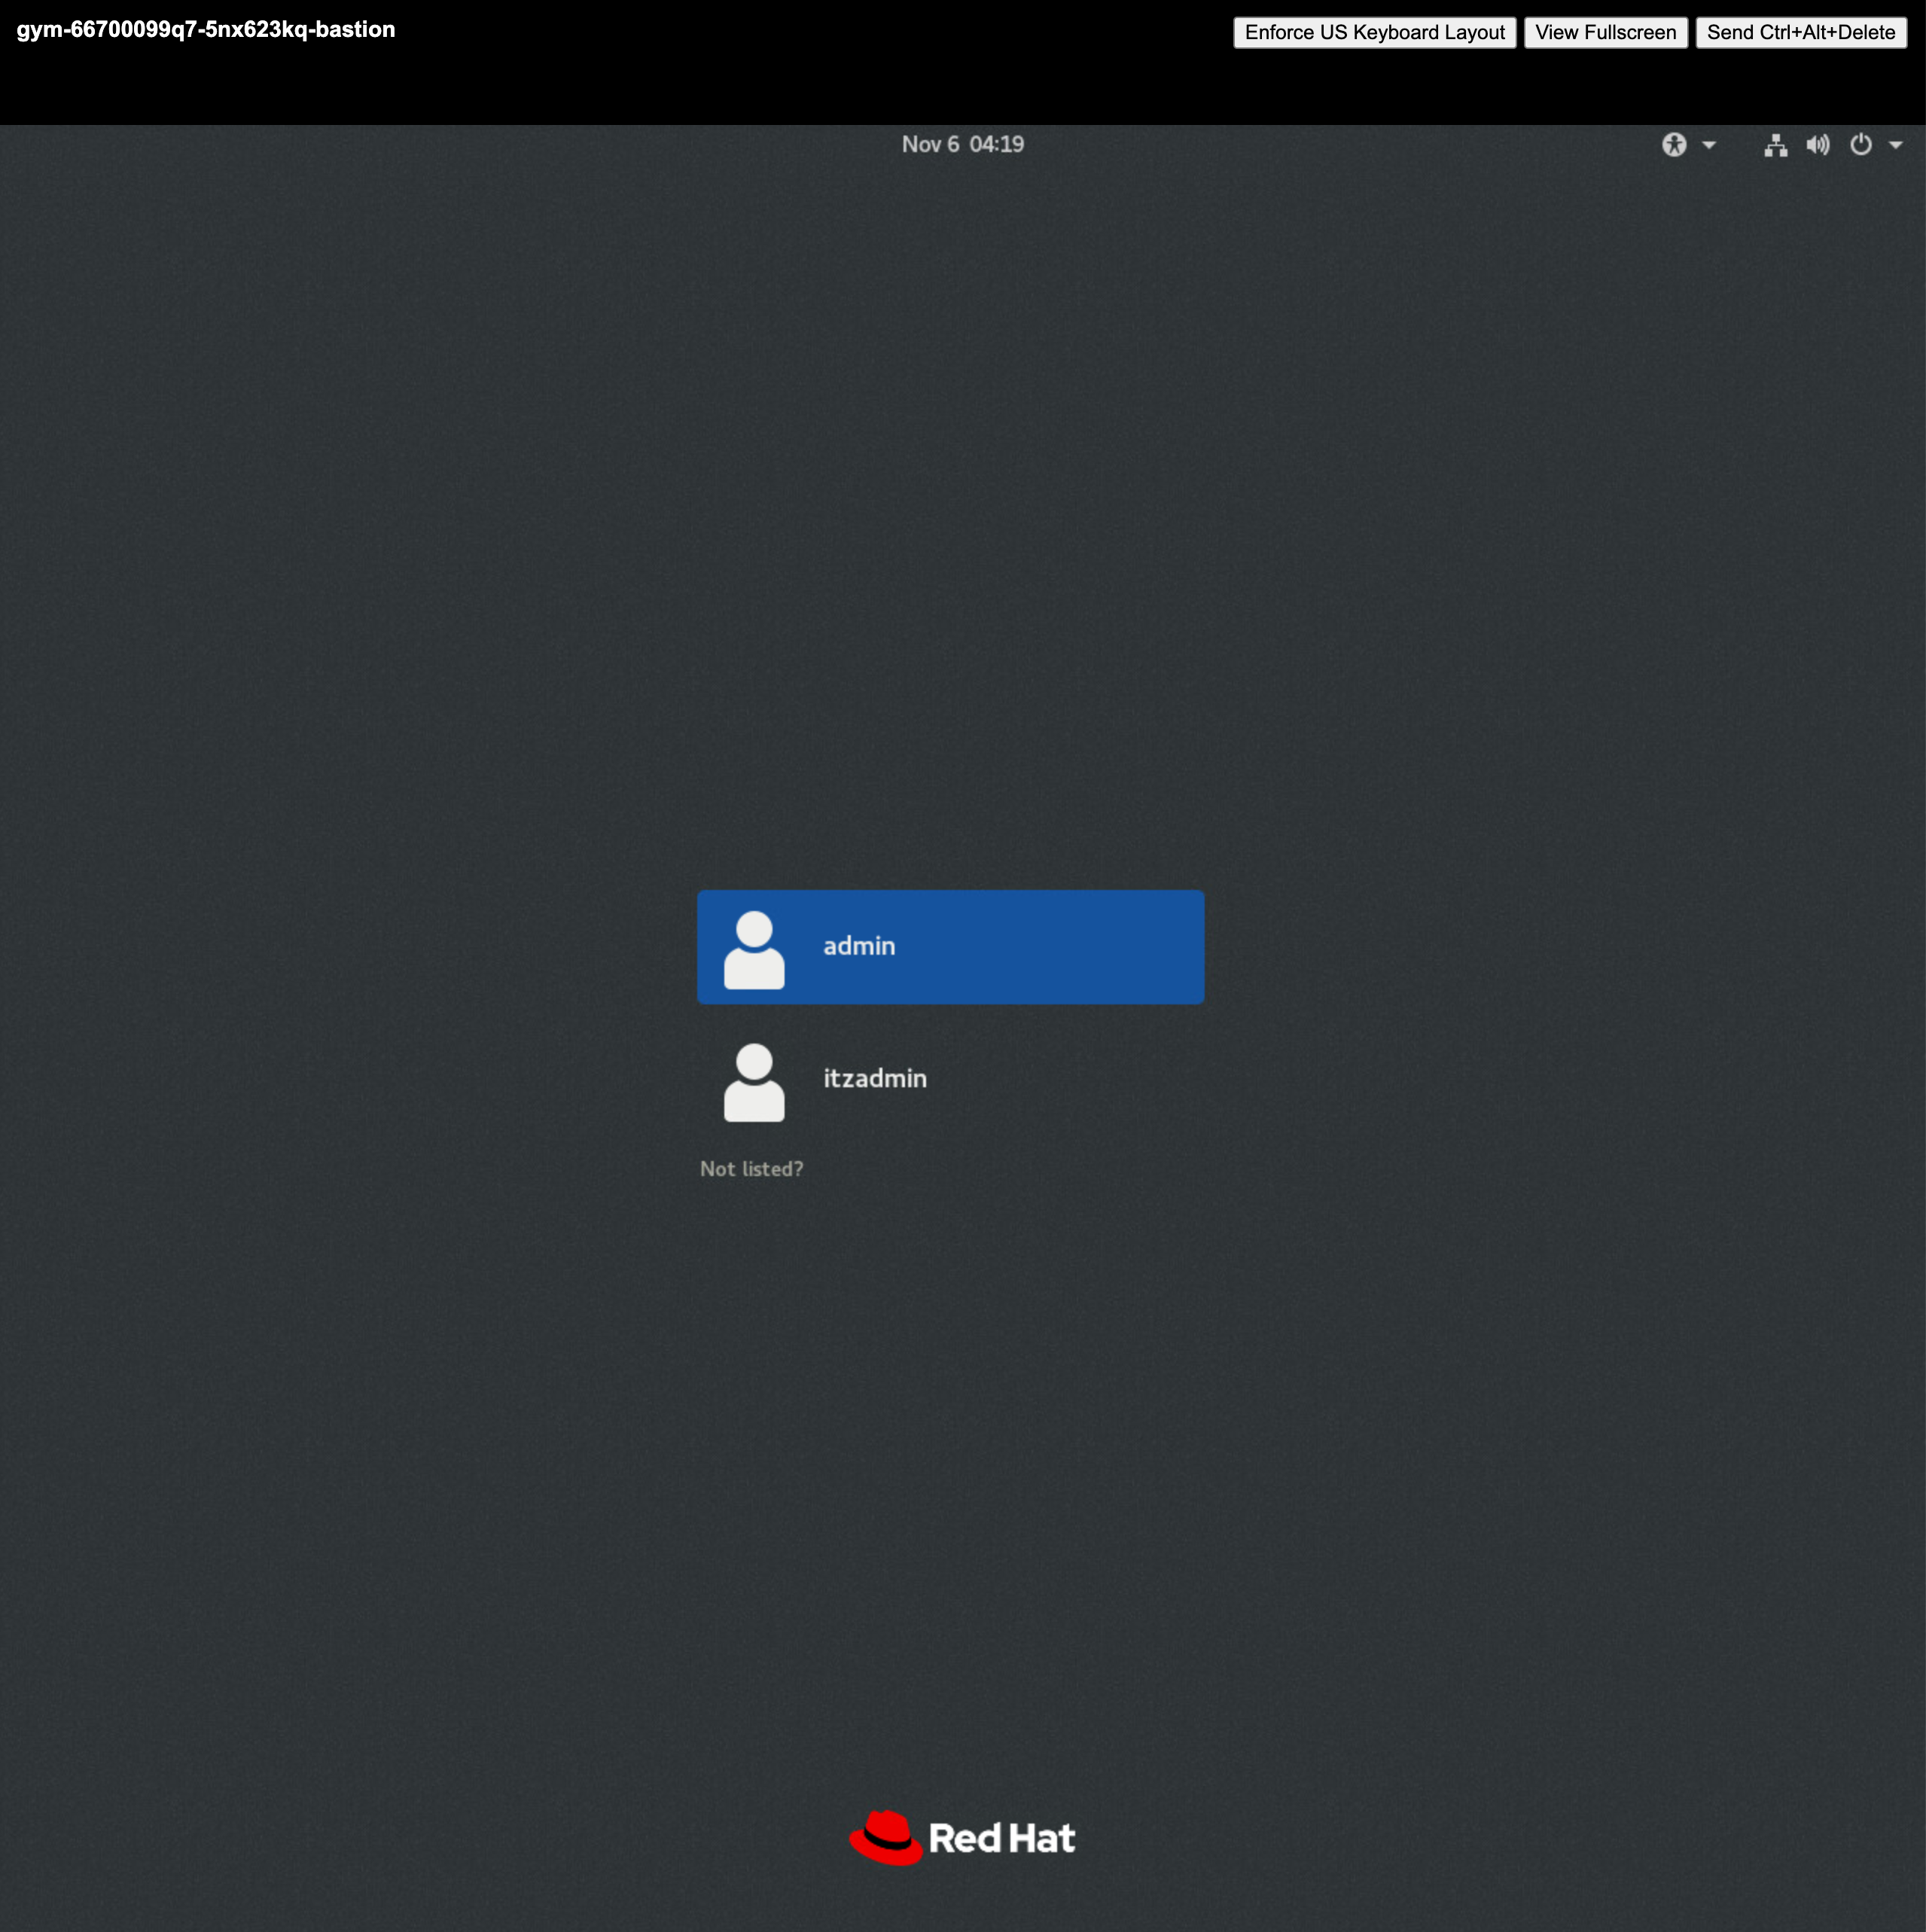 gym-66700099q7-5nx623kq-bastion
Enforce US Keyboard Layout View Fullscreen Send Ctrl+Alt+Delete
Nov 6 04:19
admin
itzadmin
Not listed?
Red Hat